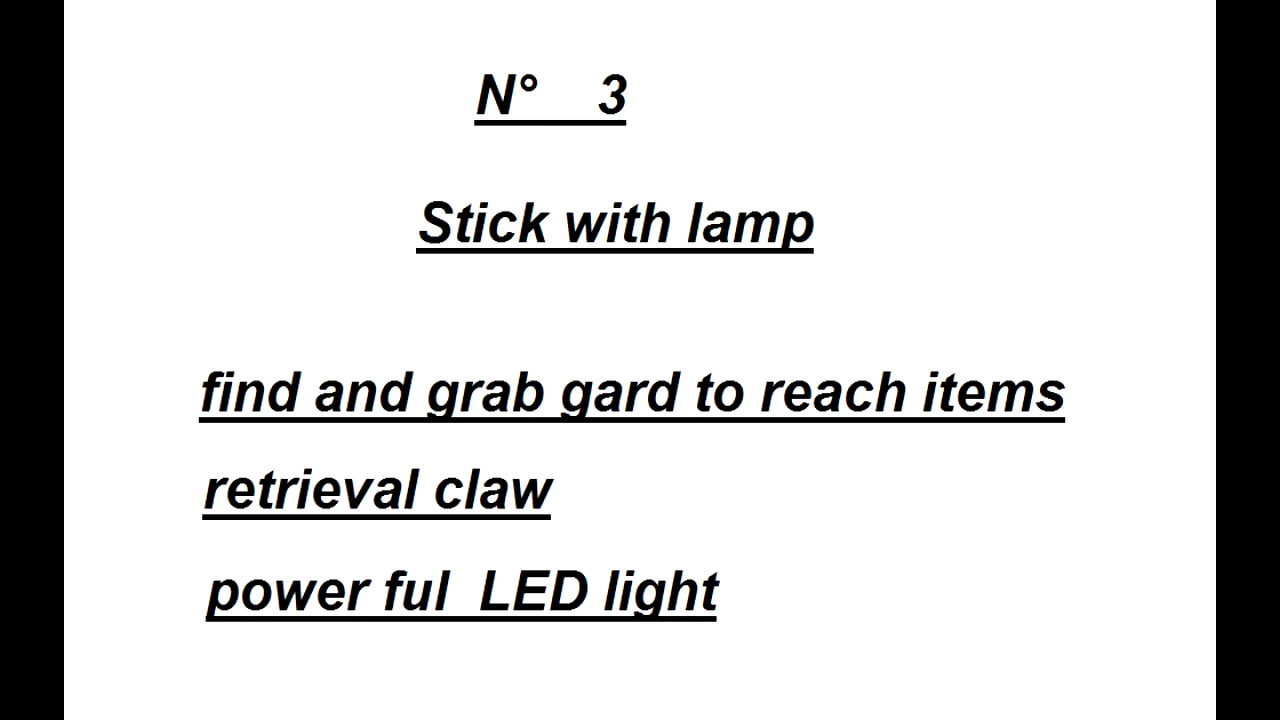 N° 3
Stick with lamp
find and grab gard to reach items
retrieval claw
power ful LED light